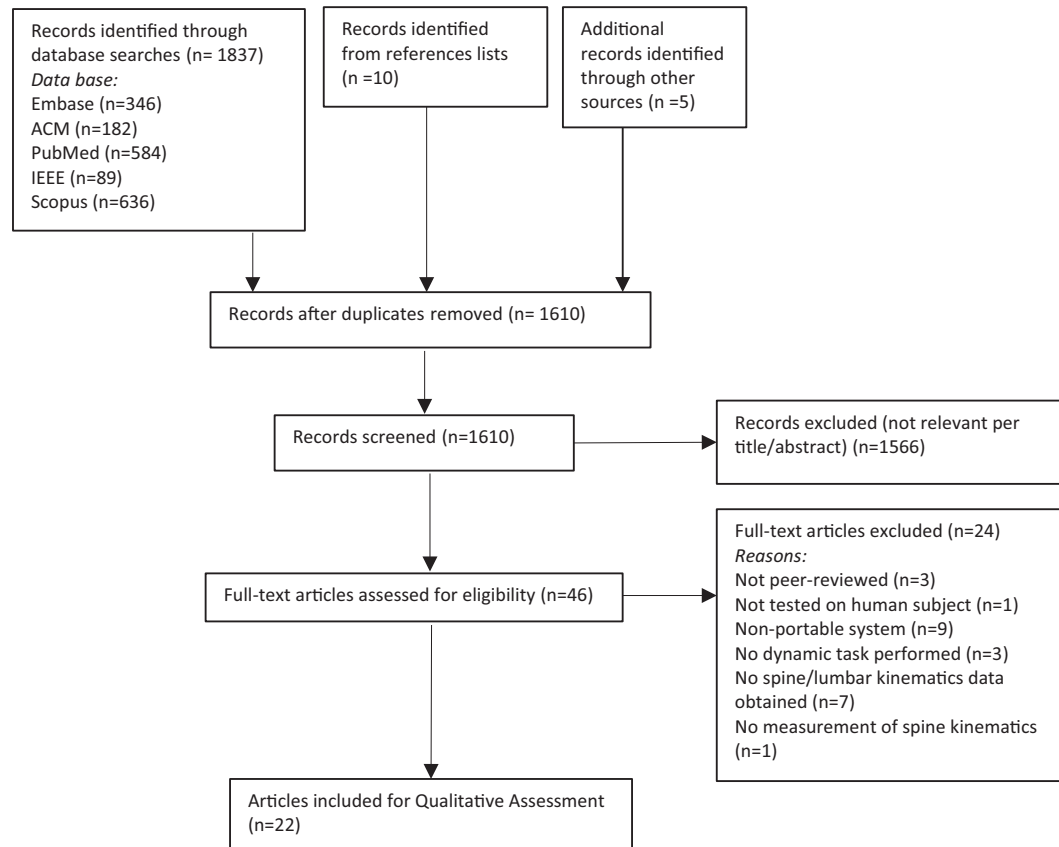 Records identified through
database searches (n= 1837)
Data base:
Embase (n=346)
ACM (n=182)
PubMed (n=584)
IEEE (n=89)
Scopus (n=636)
Records identified
from references lists
(n =10)
Additional
records identified
through other
sources (n =5)
Records after duplicates removed (n= 1610)
Records screened (n=1610)
Records excluded (not relevant per
title/abstract) (n=1566)
Full-text articles assessed for eligibility (n=46)
Full-text articles excluded (n=24)
Reasons:
Not peer-reviewed (n=3)
Not tested on human subject (n=1)
Non-portable system (n=9)
No dynamic task performed (n=3)
No spine/lumbar kinematics data
obtained (n=7)
No measurement of spine kinematics
(n=1)
Articles included for Qualitative Assessment
(n=22)